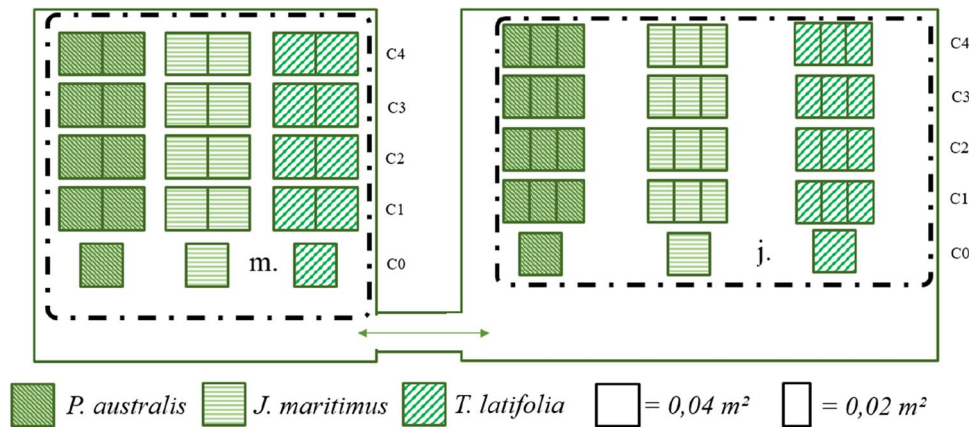 C4 C4
C3 C3
C2 C2
C1 C1
m. C0 j. C0
P. australis J. maritimus T. latifolia = 0,04 m² = 0,02 m²